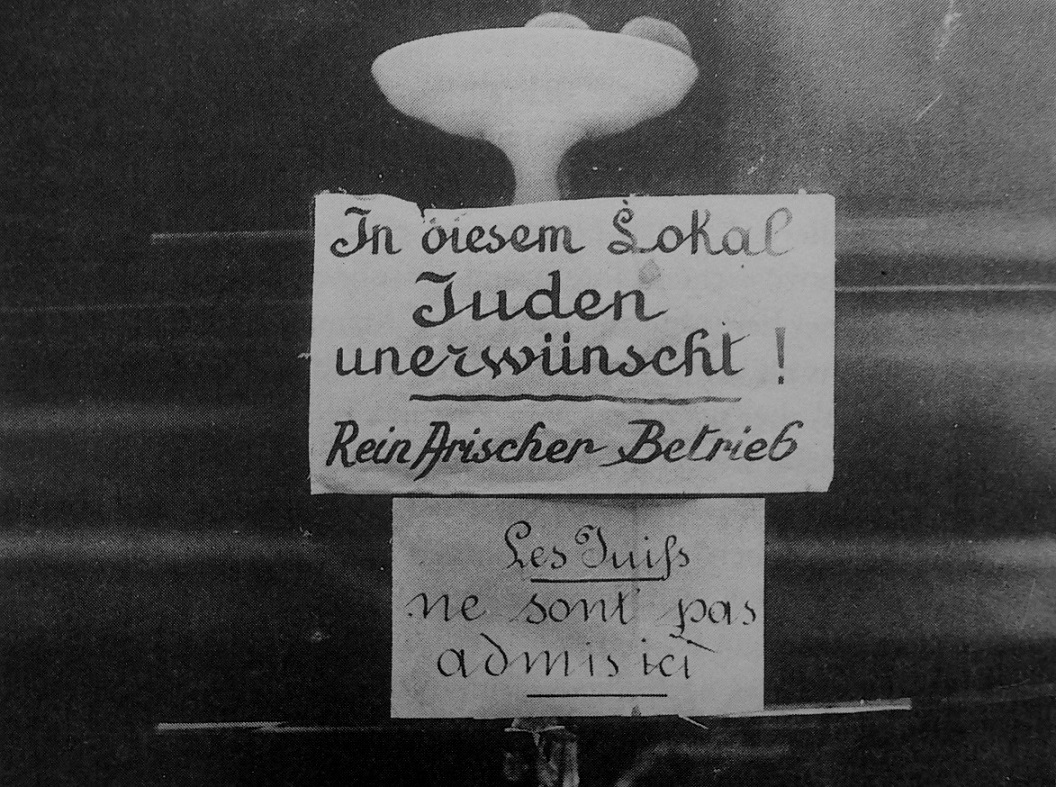 In diesem Lokal
Juden
unerwünscht !
Rein Arischer Betrieb
Les Juifs
ne sont pas
admis ici